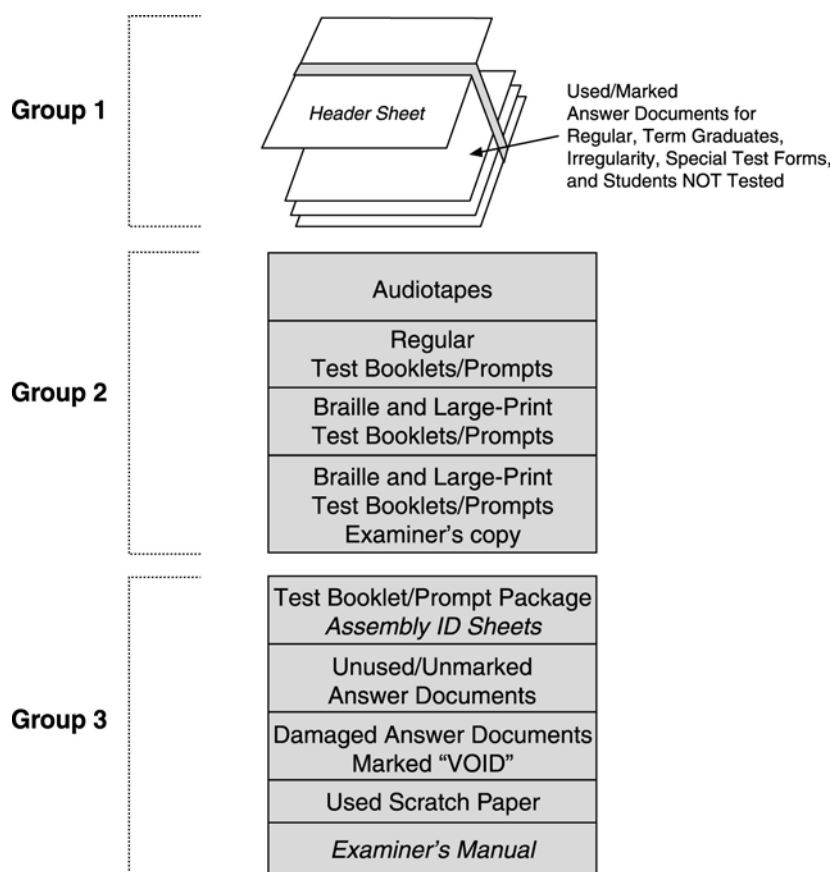 Group 1
Header Sheet
Used/Marked
Answer Documents for
Regular, Term Graduates,
Irregularity, Special Test Forms,
and Students NOT Tested
Group 2
Audiotapes
Regular
Test Booklets/Prompts
Braille and Large-Print
Test Booklets/Prompts
Braille and Large-Print
Test Booklets/Prompts
Examiner’s copy
Group 3
Test Booklet/Prompt Package
Assembly ID Sheets
Unused/Unmarked
Answer Documents
Damaged Answer Documents
Marked “VOID”
Used Scratch Paper
Examiner’s Manual